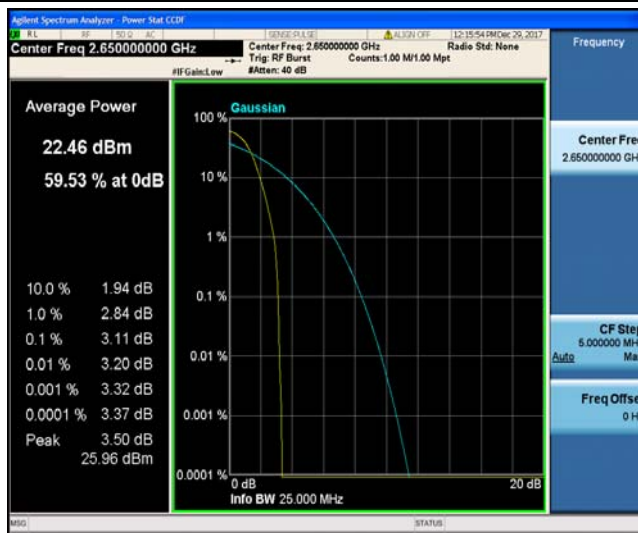 Agilent Spectrum Analyzer - Power Stat CCDF
RL RF 50 Ω AC SENSE:PULSE ALIGN OFF 12:15:54 PM Dec 29, 2017
Center Freq 2.650000000 GHz
Center Freq: 2.650000000 GHz Radio Std: None
Trig: RF Burst Counts:1.00 M/1.00 Mpt
#IFGain:Low #Atten: 40 dB
Frequency
Average Power
22.46 dBm
59.53 % at 0dB
10.0 % 1.94 dB
1.0 % 2.84 dB
0.1 % 3.11 dB
0.01 % 3.20 dB
0.001 % 3.32 dB
0.0001 % 3.37 dB
Peak 3.50 dB
25.96 dBm
Gaussian
100 %
10 %
1 %
0.1 %
0.01 %
0.001 %
0.0001 %
0 dB 20 dB
Info BW 25.000 MHz
Center Fre
2.650000000 GH
CF Ste
5.000000 MH
Auto Ma
Freq Offse
0 H
MSG STATUS